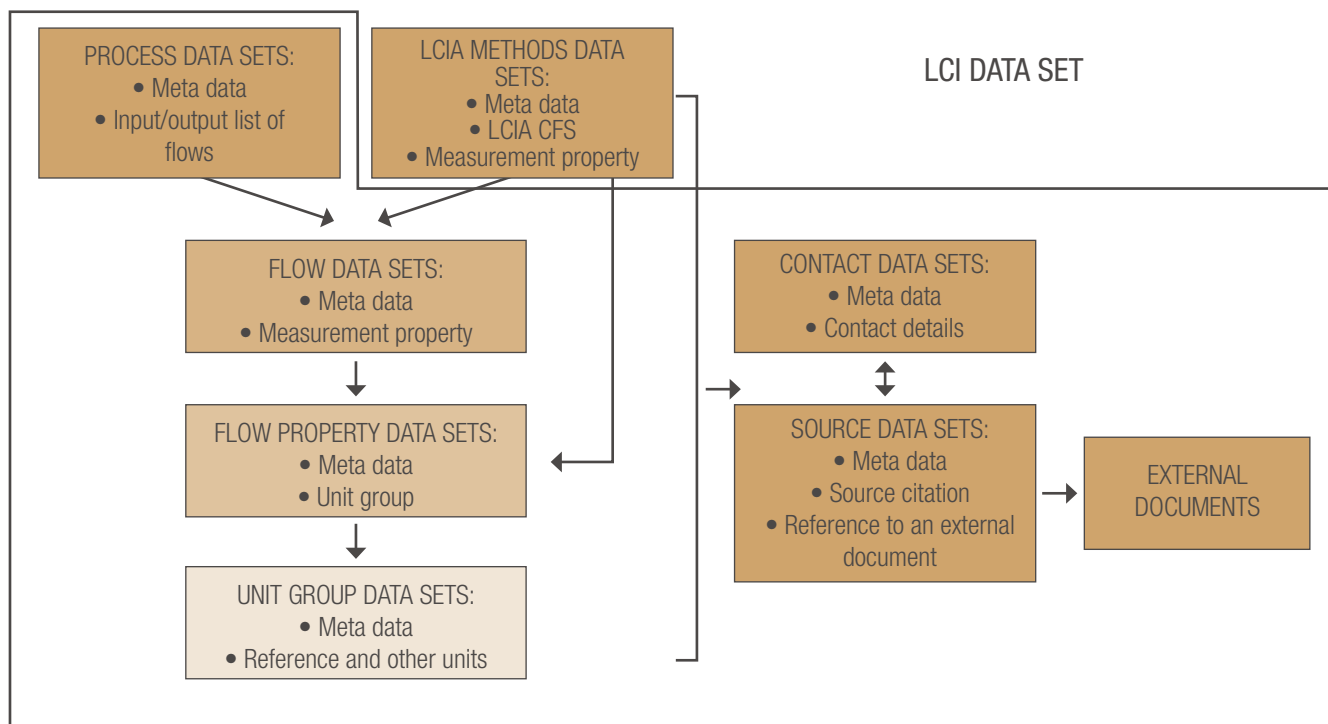 PROCESS DATA SETS:
• Meta data
• Input/output list of
flows
LCIA METHODS DATA
SETS:
• Meta data
• LCIA CFS
• Measurement property
LCI DATA SET
FLOW DATA SETS:
• Meta data
• Measurement property
CONTACT DATA SETS:
• Meta data
• Contact details
FLOW PROPERTY DATA SETS:
• Meta data
• Unit group
SOURCE DATA SETS:
• Meta data
• Source citation
• Reference to an external
document
EXTERNAL
DOCUMENTS
UNIT GROUP DATA SETS:
• Meta data
• Reference and other units